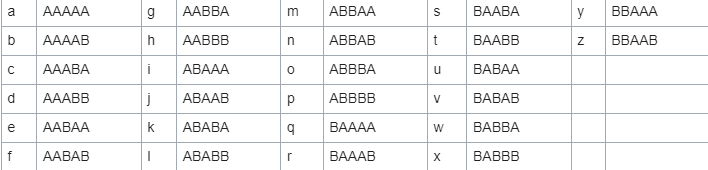 a AAAAA g AABBA m ABBAA s BAABA y BBAAA
b AAAAB h AABBB n ABBAB t BAABB z BBAAB
c AAABA i ABAAA o ABBBA u BABAA
d AAABB j ABAAB p ABBBB v BABAB
e AABAA k ABABA q BAAAA w BABBA
f AABAB l ABABB r BAAAB x BABBB